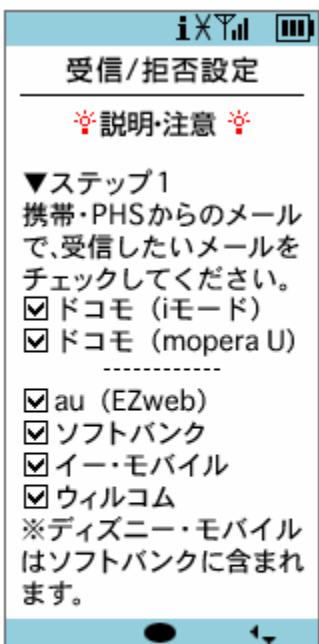 受信/拒否設定
説明・注意
▼ステップ1
携帯・PHSからのメール
で、受信したいメールを
チェックしてください。
ドコモ（iモード）
ドコモ（mopera U）
------------
au（EZweb）
ソフトバンク
イー・モバイル
ウィルコム
※ディズニー・モバイル
はソフトバンクに含まれ
ます。